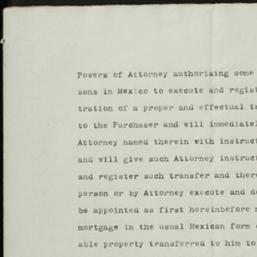 Powers of Attorney authorising some
sons in Mexico to execute and regist
tration of a proper and effectual tr
to the Purchaser and will immediatel
Attorney named therein with instruct
and will give such Attorney instruct
and register such transfer and there
person or by Attorney execute and de
be appointed as first hereinbefore m
mortgage in the usual Mexican form o
able property transferred to him to